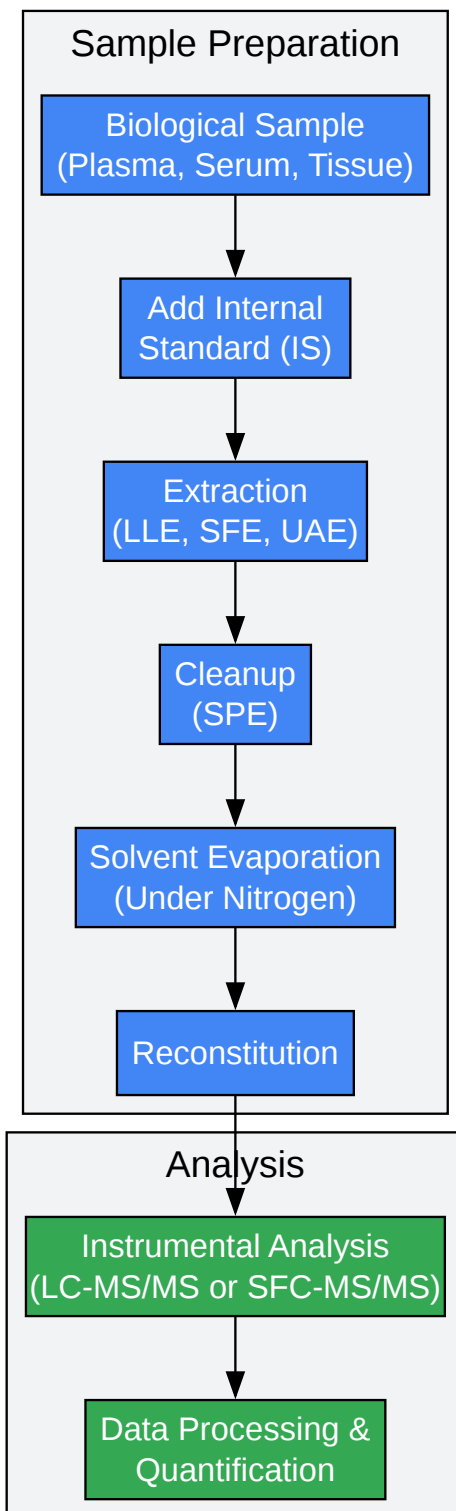 Sample Preparation
Biological Sample
(Plasma, Serum, Tissue)
Add Internal
Standard (IS)
Extraction
(LLE, SFE, UAE)
Cleanup
(SPE)
Solvent Evaporation
(Under Nitrogen)
Reconstitution
Analysis
Instrumental Analysis
(LC-MS/MS or SFC-MS/MS)
Data Processing &
Quantification